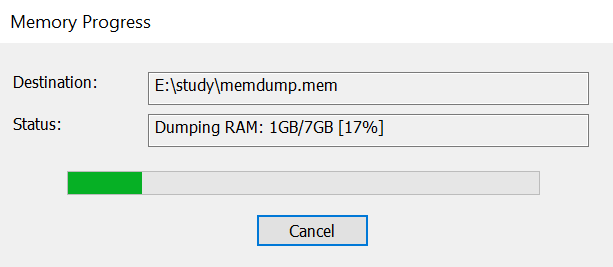 Memory Progress
Destination: E:\study\memdump.mem
Status: Dumping RAM: 1GB/7GB [17%]
Cancel